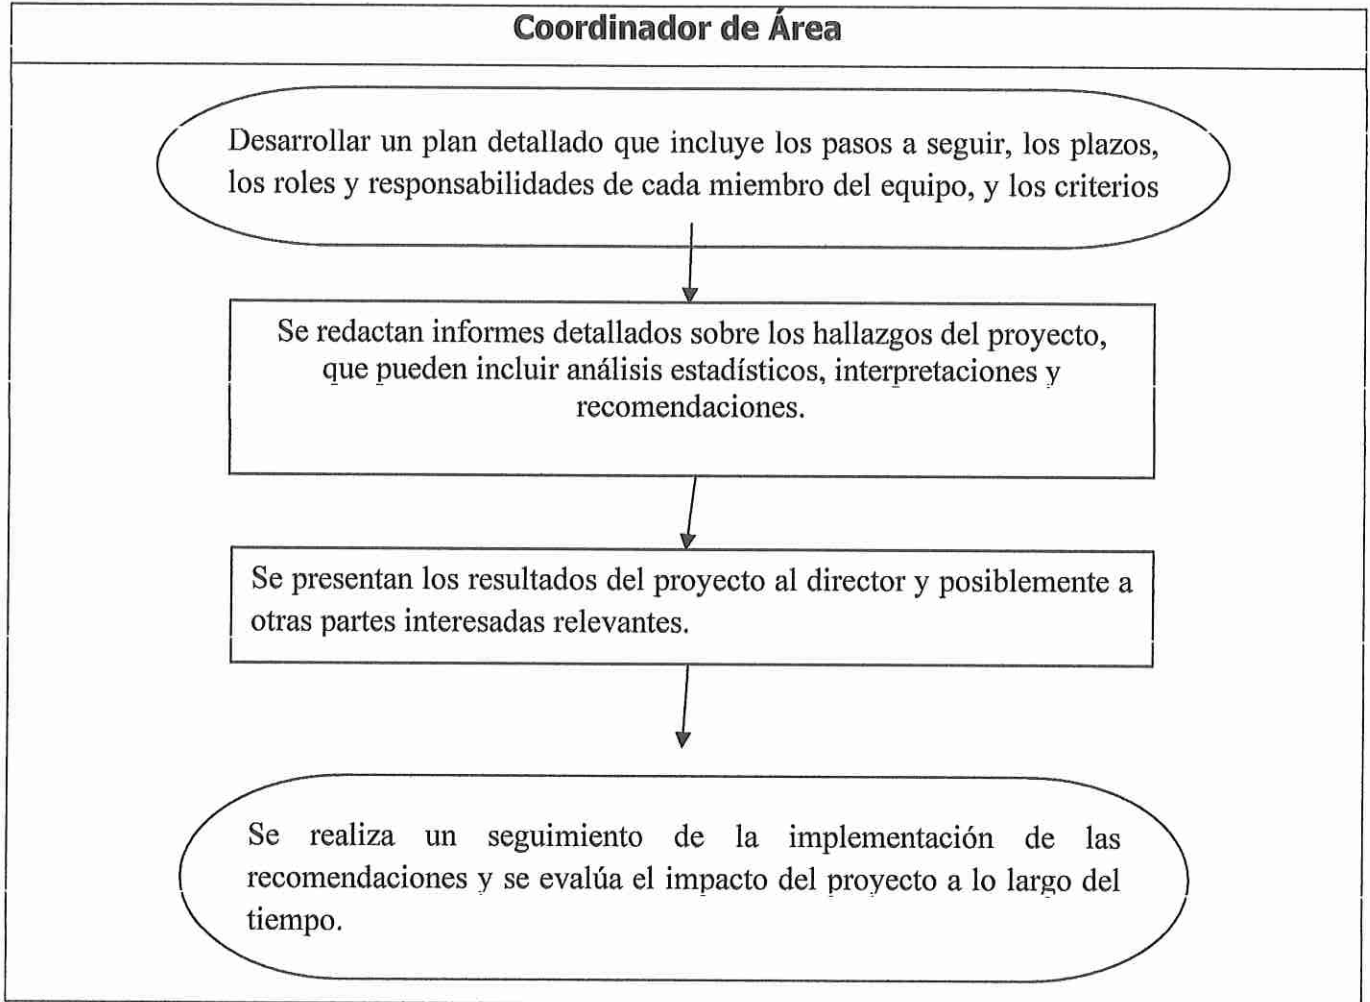 Coordinador de Área
Desarrollar un plan detallado que incluye los pasos a seguir, los plazos,
los roles y responsabilidades de cada miembro del equipo, y los criterios
Se redactan informes detallados sobre los hallazgos del proyecto,
que pueden incluir análisis estadísticos, interpretaciones y
recomendaciones.
Se presentan los resultados del proyecto al director y posiblemente a
otras partes interesadas relevantes.
Se realiza un seguimiento de la implementación de las
recomendaciones y se evalúa el impacto del proyecto a lo largo del
tiempo.